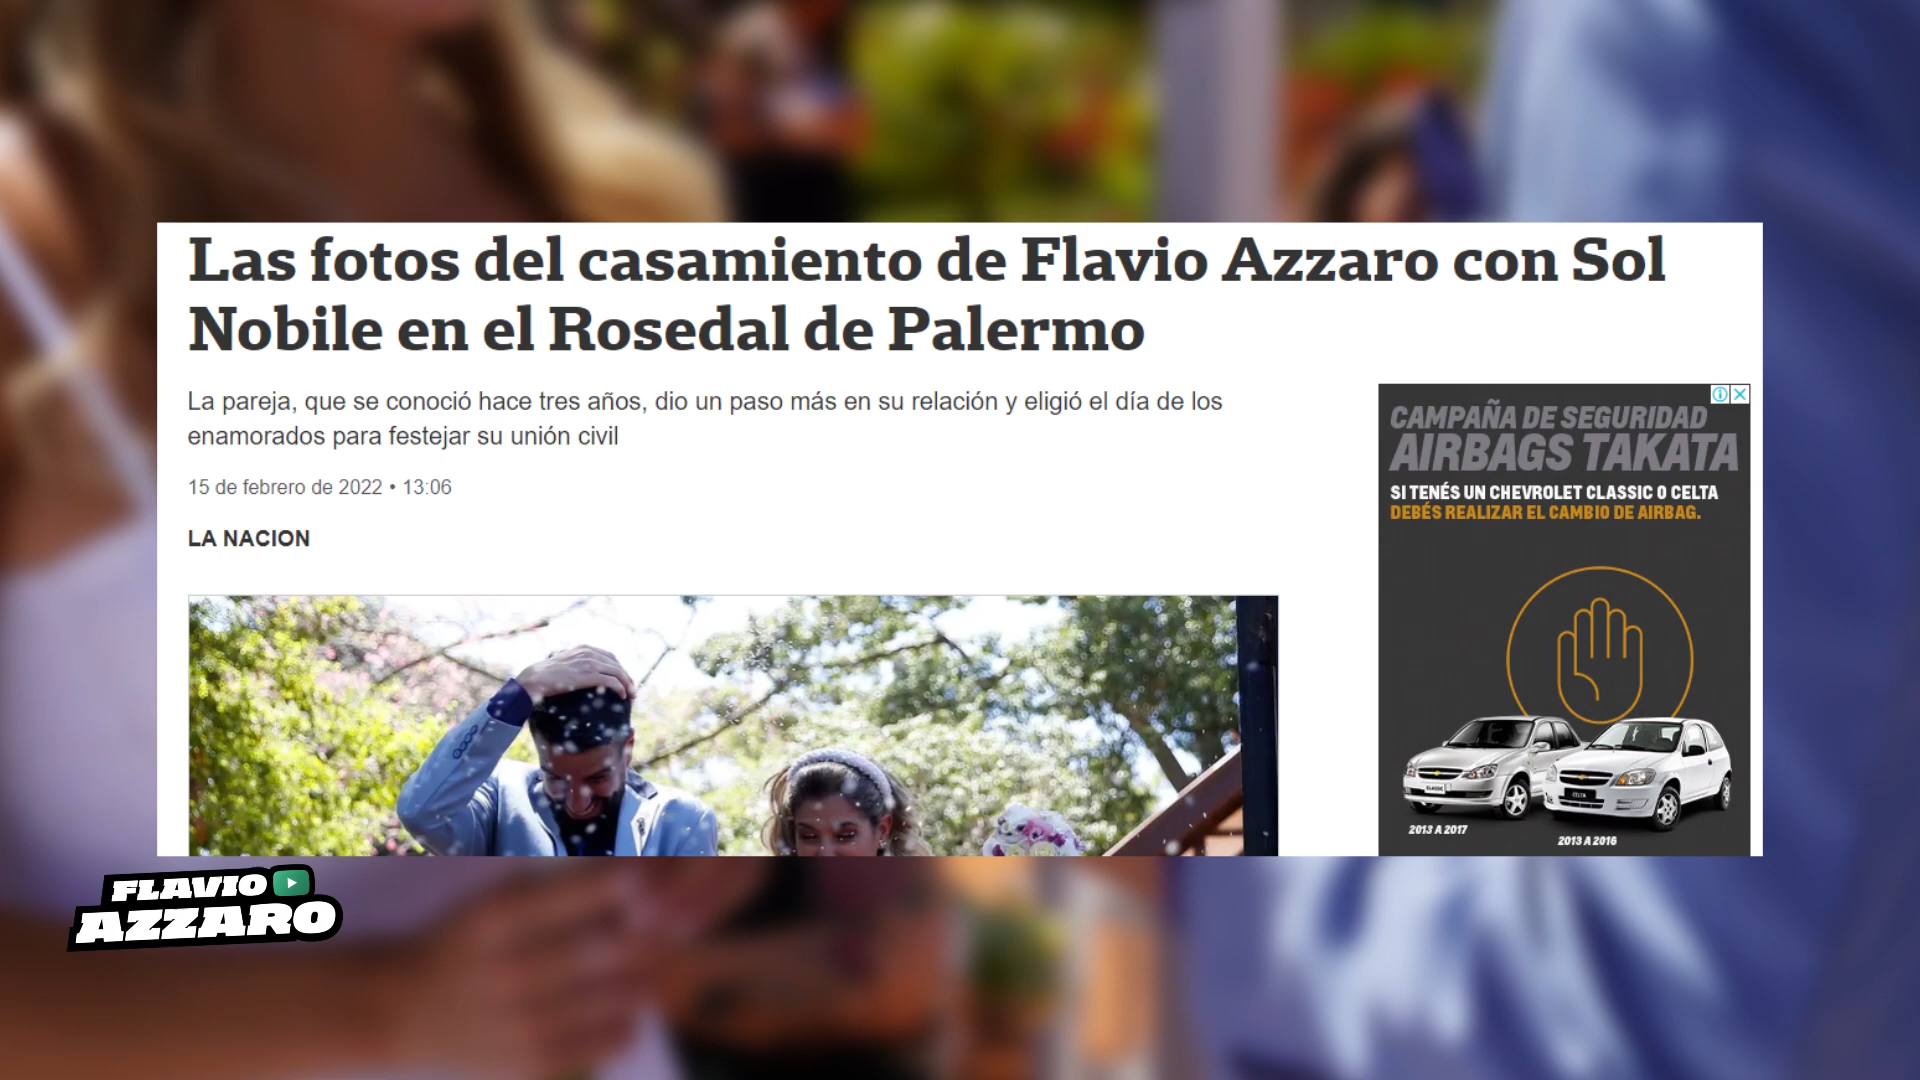 Las fotos del casamiento de Flavio Azzaro con Sol
Nobile en el Rosedal de Palermo
La pareja, que se conoció hace tres años, dio un paso más en su relación y eligió el día de los
enamorados para festejar su unión civil
15 de febrero de 2022 • 13:06
LA NACION
CAMPAÑA DE SEGURIDAD
AIRBAGS TAKATA
SI TENÉS UN CHEVROLET CLASSIC O CELTA
DEBÉS REALIZAR EL CAMBIO DE AIRBAG.
CLASSIC
CELTA
2013 A 2017
2013 A 2016
FLAVIO
AZZARO